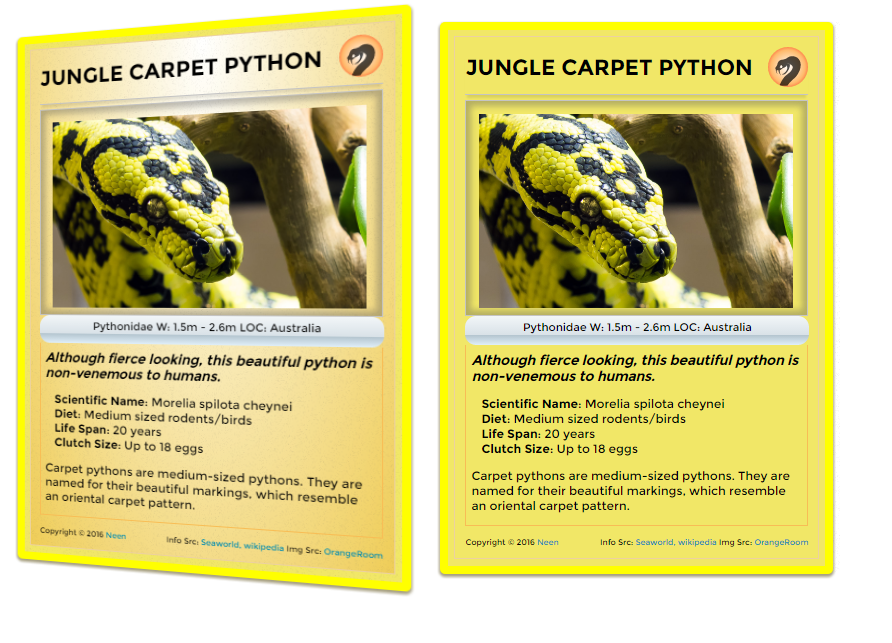 JUNGLE CARPET PYTHON
Pythonidae W: 1.5m - 2.6m LOC: Australia
Although fierce looking, this beautiful python is
non-venemous to humans.
Scientific Name: Morelia spilota cheynei
Diet: Medium sized rodents/birds
Life Span: 20 years
Clutch Size: Up to 18 eggs
Carpet pythons are medium-sized pythons. They are
named for their beautiful markings, which resemble
an oriental carpet pattern.
Copyright © 2016 Neen
Info Src: Seaworld, wikipedia Img Src: OrangeRoom
JUNGLE CARPET PYTHON
Pythonidae W: 1.5m - 2.6m LOC: Australia
Although fierce looking, this beautiful python is
non-venemous to humans.
Scientific Name: Morelia spilota cheynei
Diet: Medium sized rodents/birds
Life Span: 20 years
Clutch Size: Up to 18 eggs
Carpet pythons are medium-sized pythons. They are
named for their beautiful markings, which resemble
an oriental carpet pattern.
Copyright © 2016 Neen
Info Src: Seaworld, wikipedia Img Src: OrangeRoom